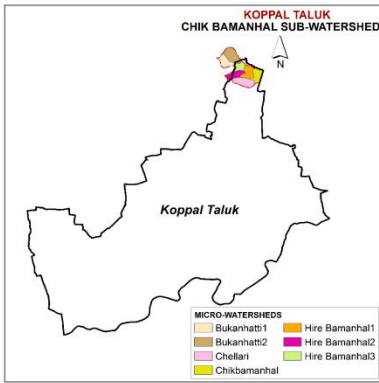 KOPPAL TALUK
CHIK BAMANHAL SUB-WATERSHED
N
Koppal Taluk
MICRO-WATERSHEDS
Bukanhatti1
Bukanhatti2
Chellari
Chikbamanhal
Hire Bamanhal1
Hire Bamanhal2
Hire Bamanhal3